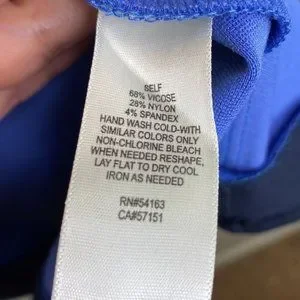 SELF
68% VICOSE
28% NYLON
4% SPANDEX
HAND WASH COLD-WITH
SIMILAR COLORS ONLY
NON-CHLORINE BLEACH
WHEN NEEDED RESHAPE,
LAY FLAT TO DRY COOL
IRON AS NEEDED
RN#54163
CA#57151